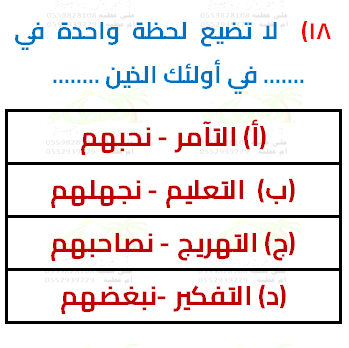 ١٨) لا تضيع لحظة واحدة في
....... في أولئك الذين ........
(أ) التآمر - نحبهم
(ب) التعليم - نجهلهم
(ج) التهريج - نصاحبهم
(د) التفكير -نبغضهم